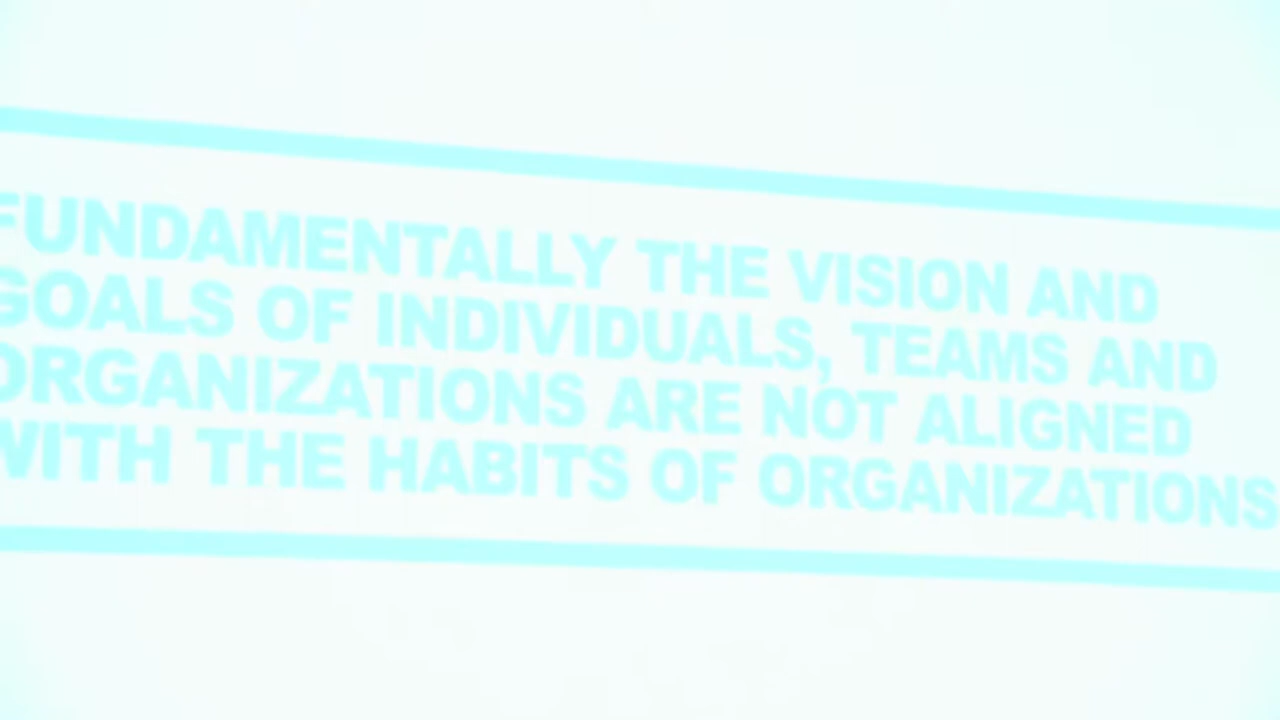 FUNDAMENTALLY THE VISION AND
GOALS OF INDIVIDUALS, TEAMS AND
ORGANIZATIONS ARE NOT ALIGNED
WITH THE HABITS OF ORGANIZATIONS